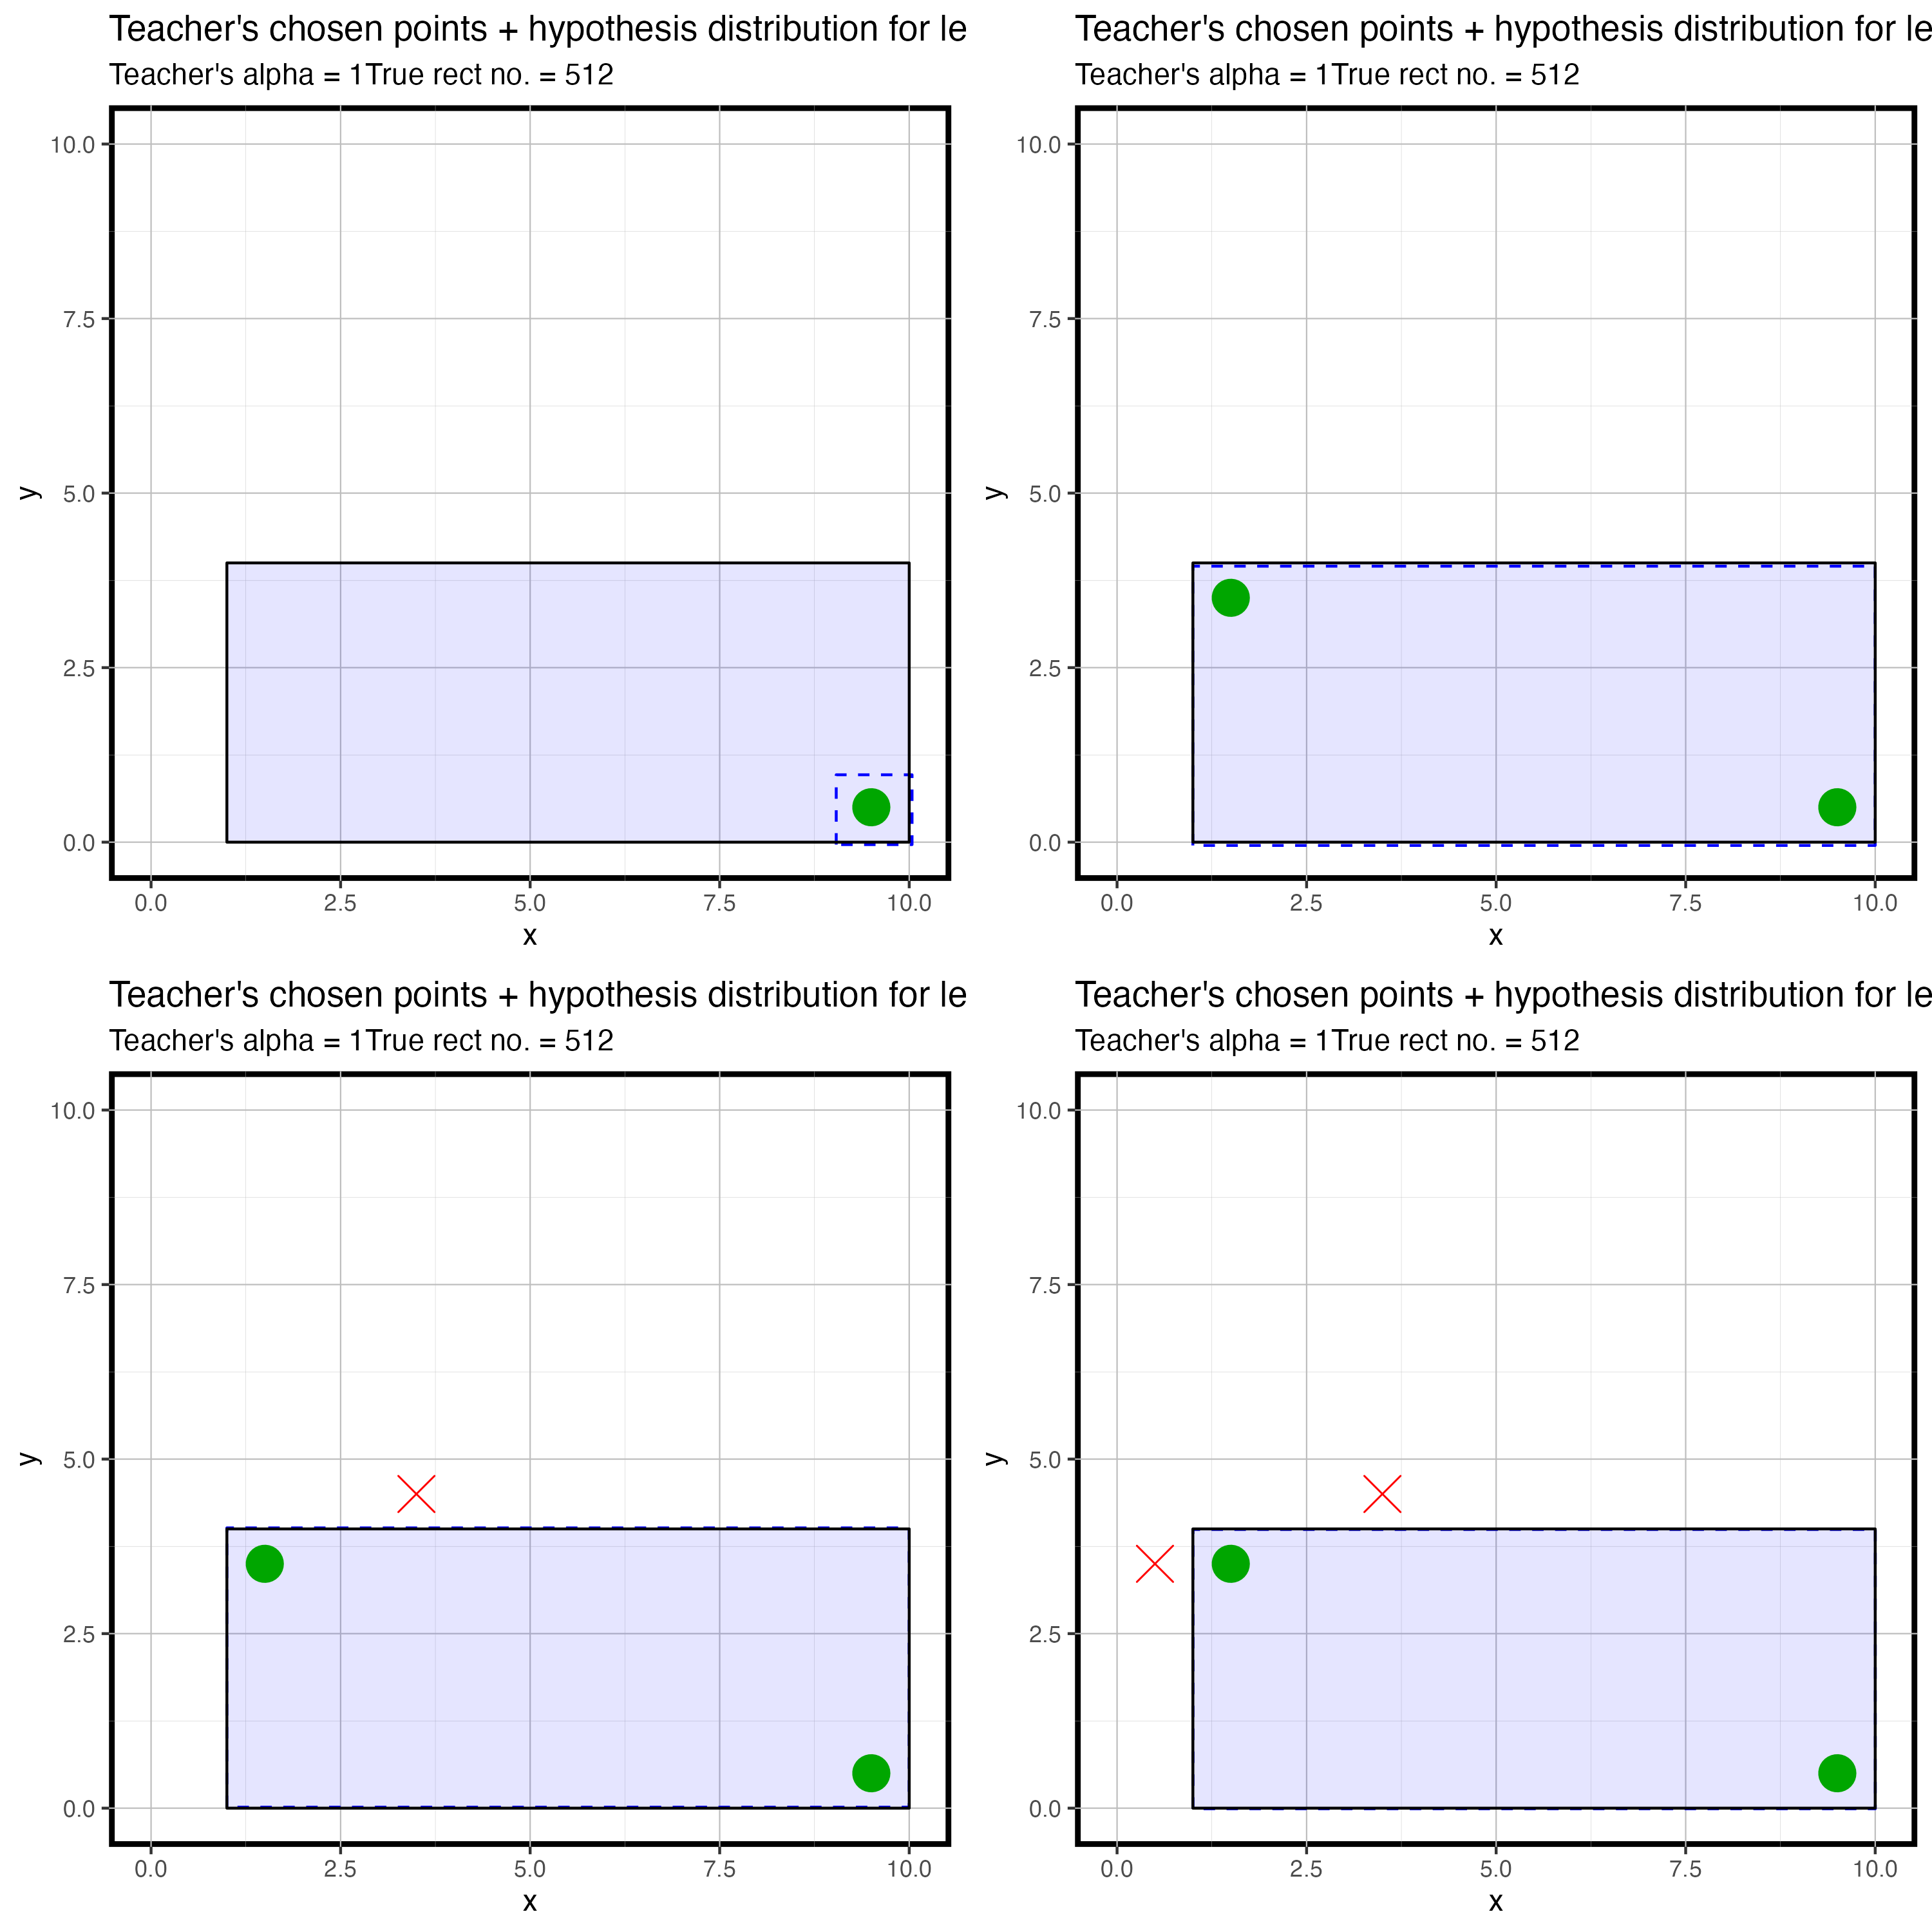 Teacher's chosen points + hypothesis distribution for le
Teacher's alpha = 1True rect no. = 512
10.0
7.5
y
5.0
2.5
0.0
0.0 2.5 5.0 7.5 10.0
x
Teacher's chosen points + hypothesis distribution for le
Teacher's alpha = 1True rect no. = 512
10.0
7.5
y
5.0
2.5
0.0
0.0 2.5 5.0 7.5 10.0
x
Teacher's chosen points + hypothesis distribution for le
Teacher's alpha = 1True rect no. = 512
10.0
7.5
y
5.0
2.5
0.0
0.0 2.5 5.0 7.5 10.0
x
Teacher's chosen points + hypothesis distribution for le
Teacher's alpha = 1True rect no. = 512
10.0
7.5
y
5.0
2.5
0.0
0.0 2.5 5.0 7.5 10.0
x